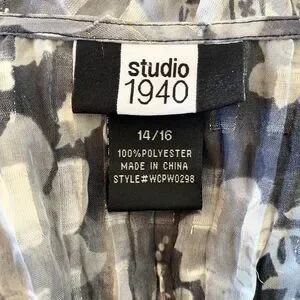 studio
1940
14/16
100%POLYESTER
MADE IN CHINA
STYLE#WCPW0298